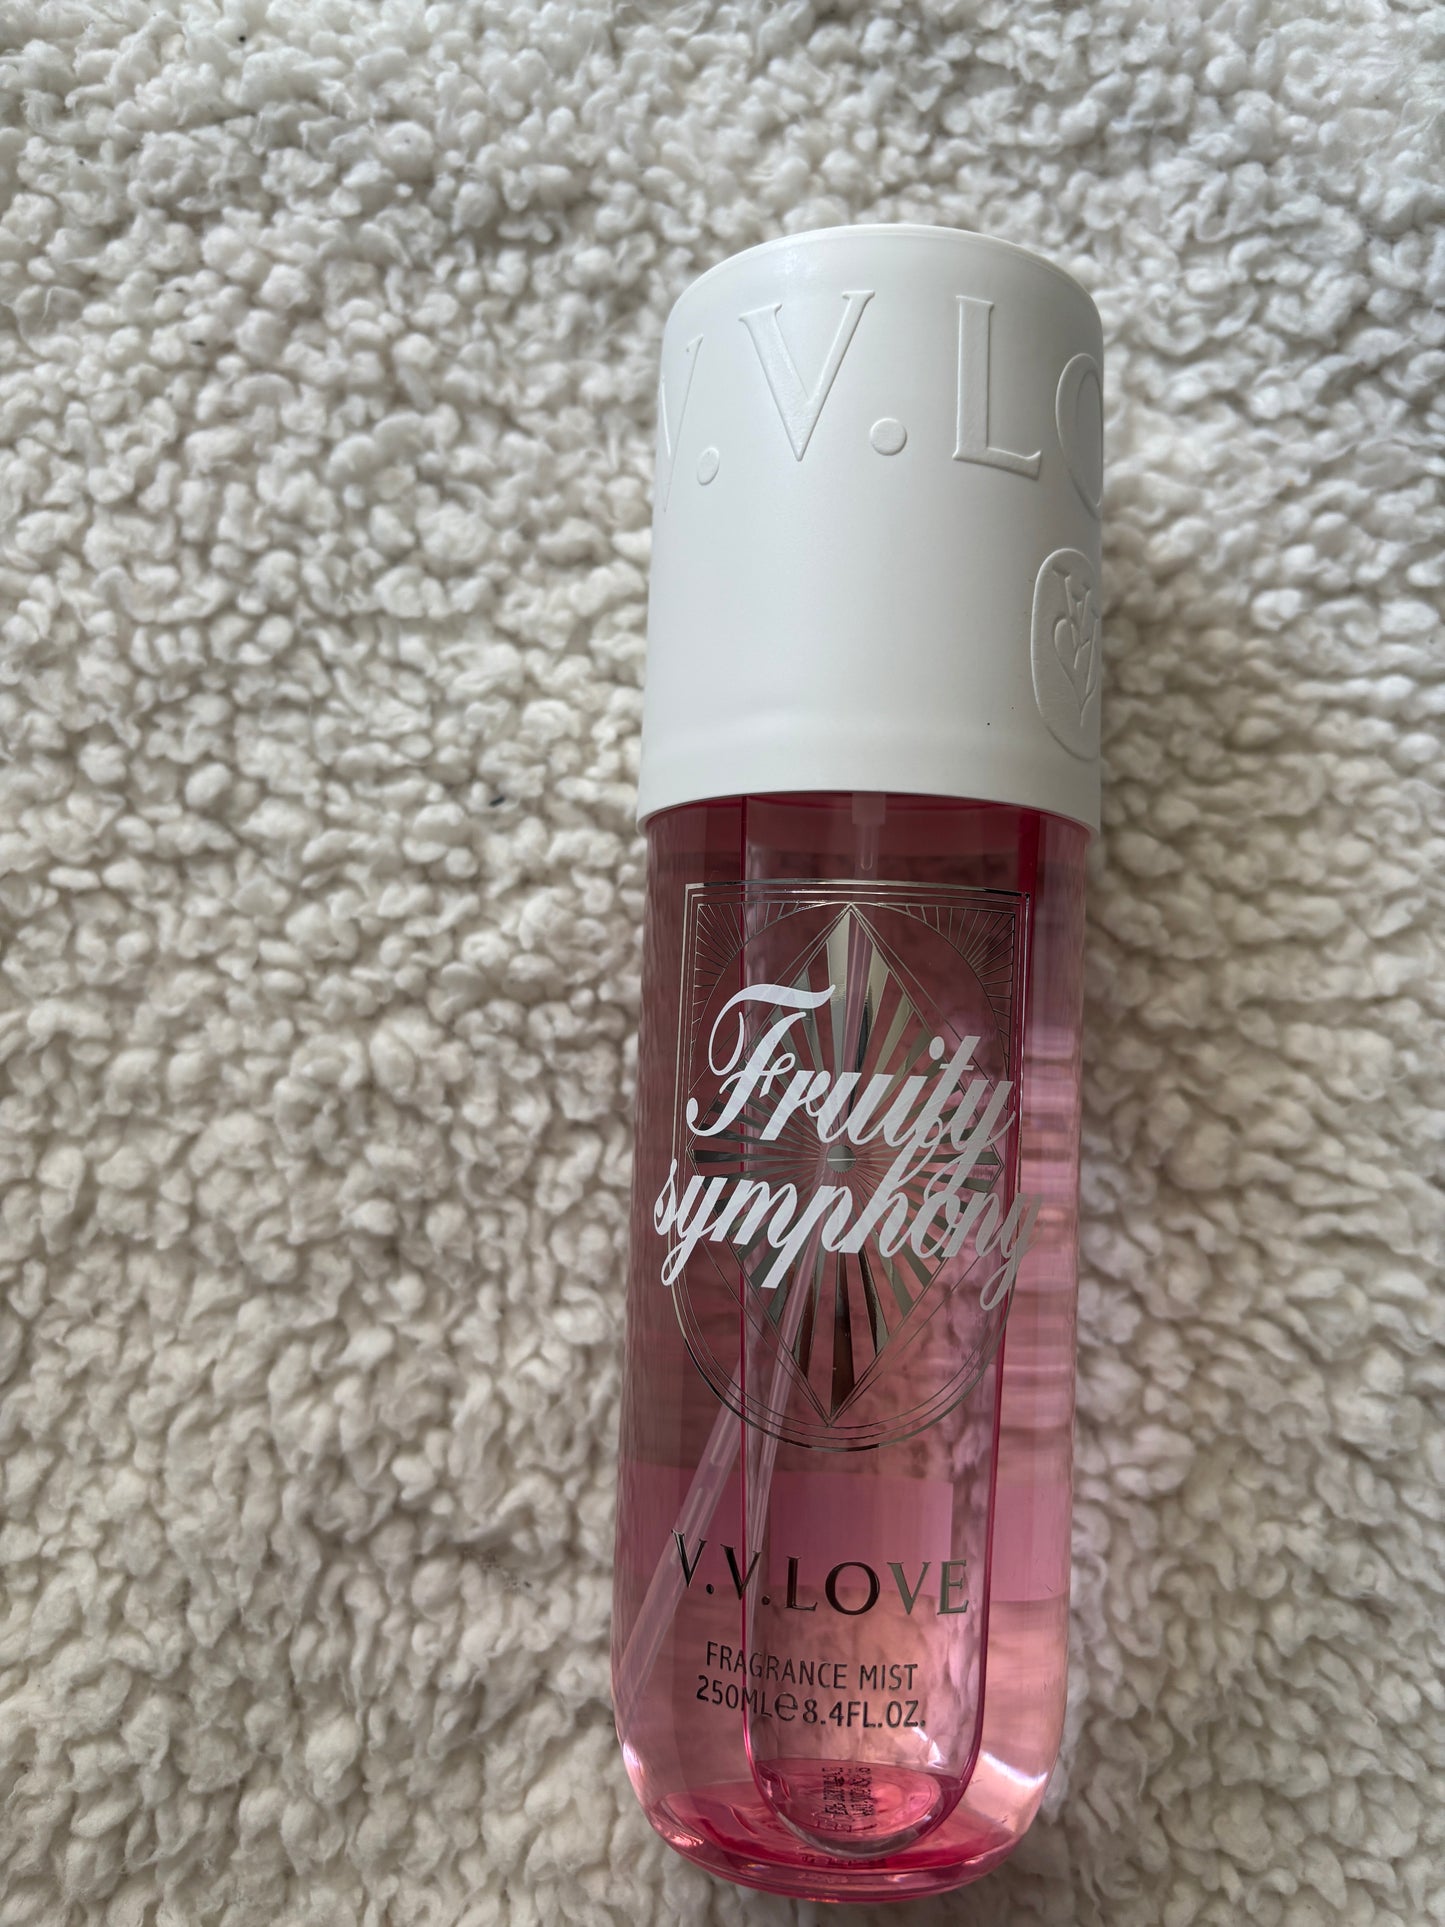 V.V.LO
Fruity
symphony
V.V.LOVE
FRAGRANCE MIST
250ML℮8.4FL.OZ.